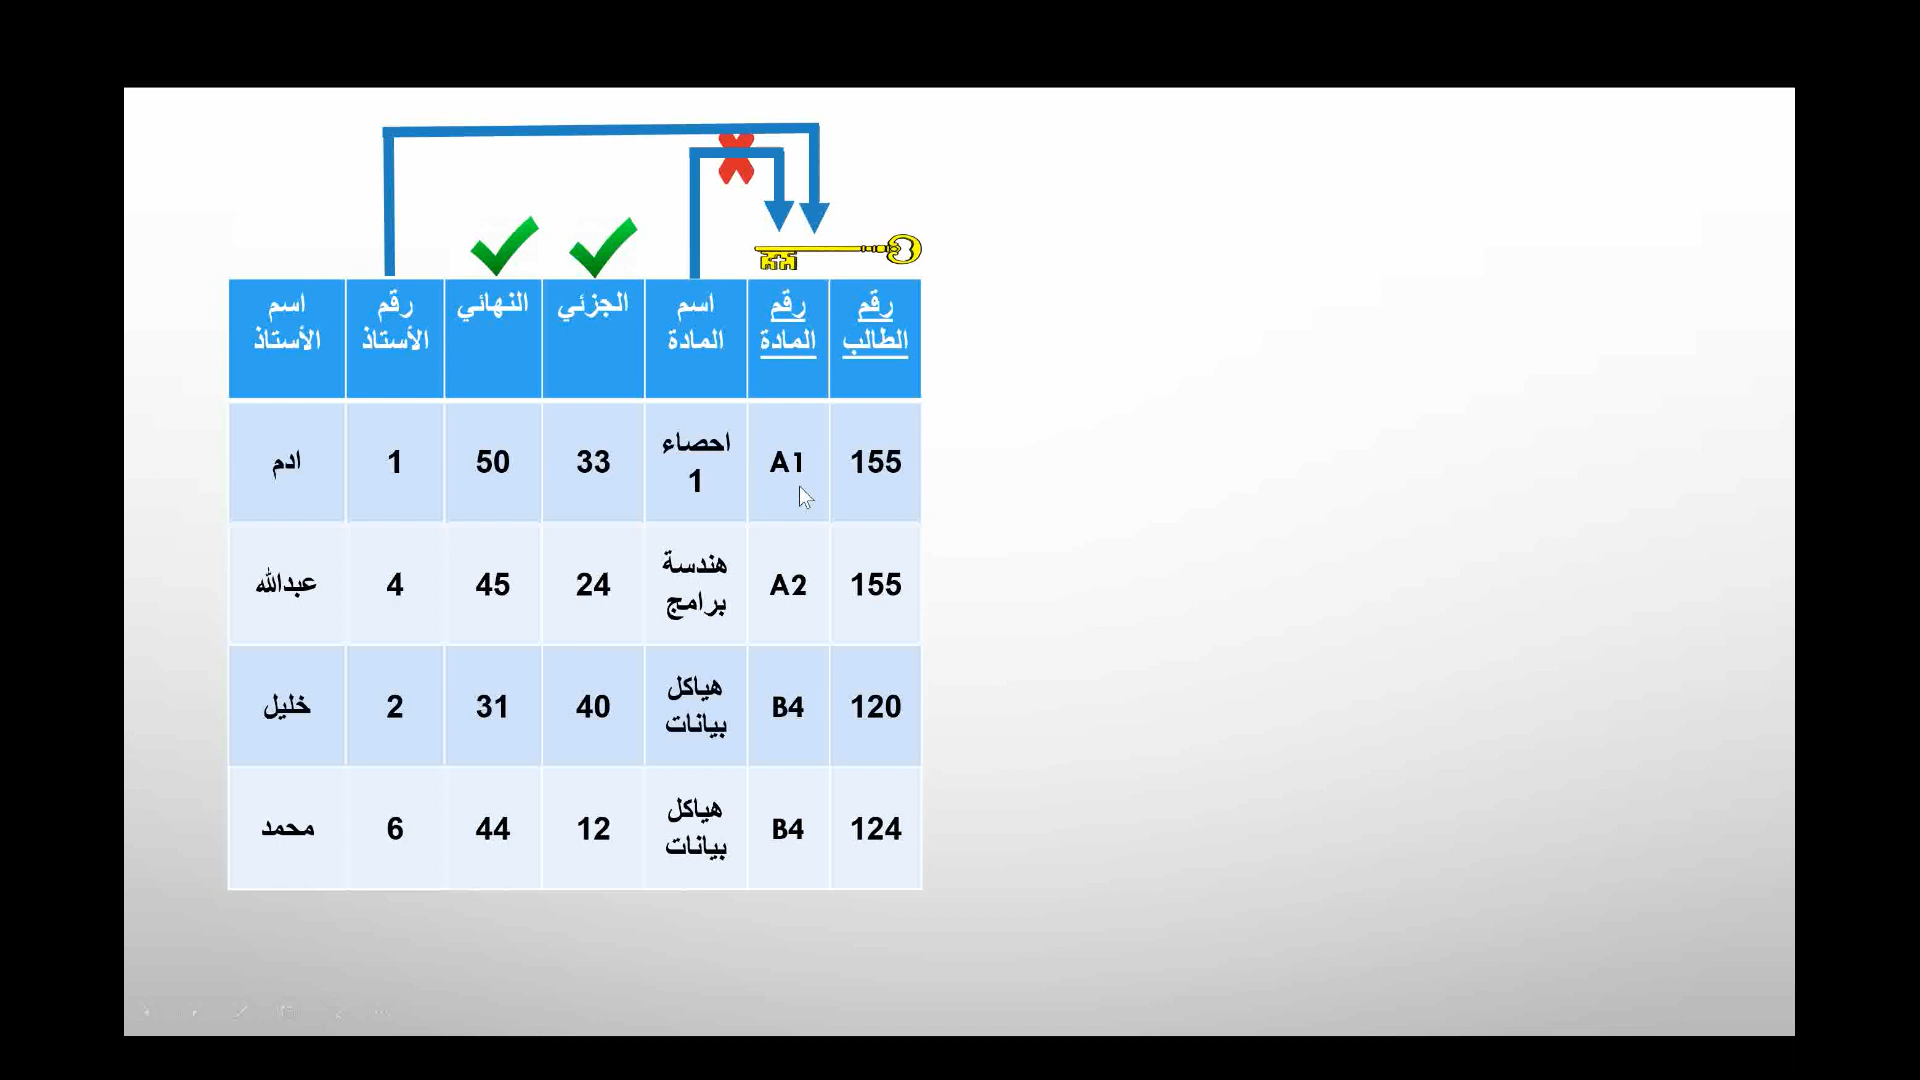 رقم الطالب	رقم المادة	اسم المادة	الجزئي	النهائي	رقم الأستاذ	اسم الأستاذ
155	A1	احصاء 1	33	50	1	ادم
155	A2	هندسة برامج	24	45	4	عبدالله
120	B4	هياكل بيانات	40	31	2	خليل
124	B4	هياكل بيانات	12	44	6	محمد